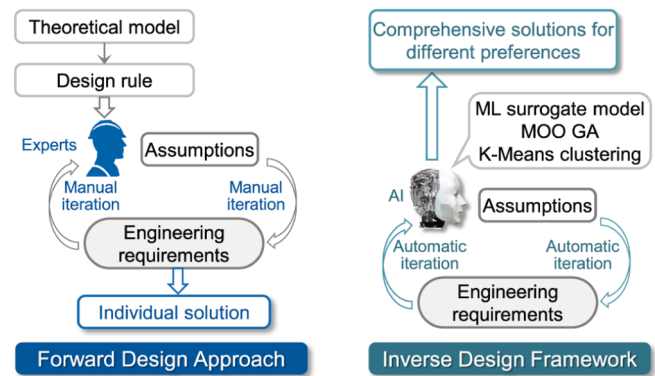 Theoretical model
Design rule
Experts
Assumptions
Manual
iteration
Manual
iteration
Engineering
requirements
Individual solution
Forward Design Approach
Comprehensive solutions for
different preferences
ML surrogate model
MOO GA
K-Means clustering
AI
Assumptions
Automatic
iteration
Automatic
iteration
Engineering
requirements
Inverse Design Framework